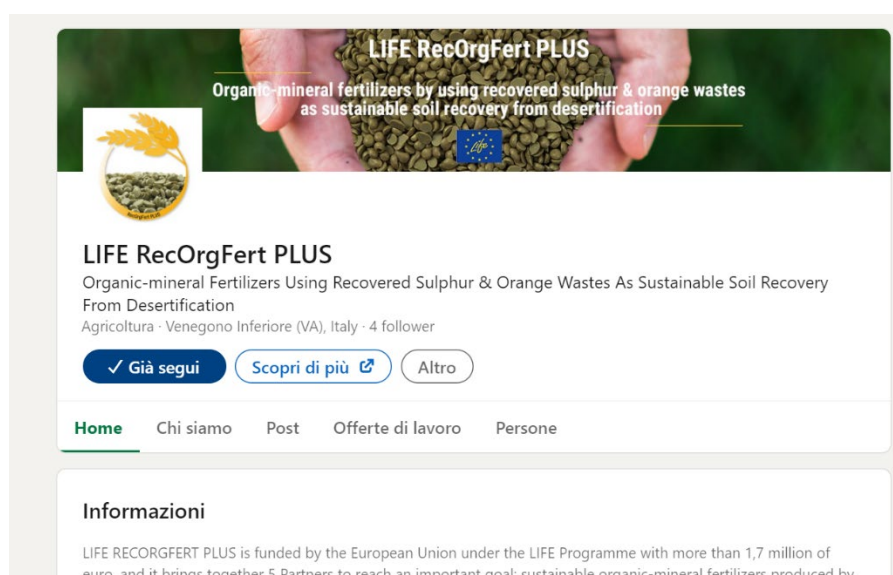 LIFE RecOrgFert PLUS
Organic-mineral fertilizers by using recovered sulphur & orange wastes
as sustainable soil recovery from desertification
Life
RecOrgFert PLUS
LIFE RecOrgFert PLUS
Organic-mineral Fertilizers Using Recovered Sulphur & Orange Wastes As Sustainable Soil Recovery
From Desertification
Agricoltura · Venegono Inferiore (VA), Italy · 4 follower
✓ Già segui Scopri di più Altro
Home Chi siamo Post Offerte di lavoro Persone
Informazioni
LIFE RECORGFERT PLUS is funded by the European Union under the LIFE Programme with more than 1,7 million of
euro, and it brings together 5 Partners to reach an important goal: sustainable organic-mineral fertilizers produced by